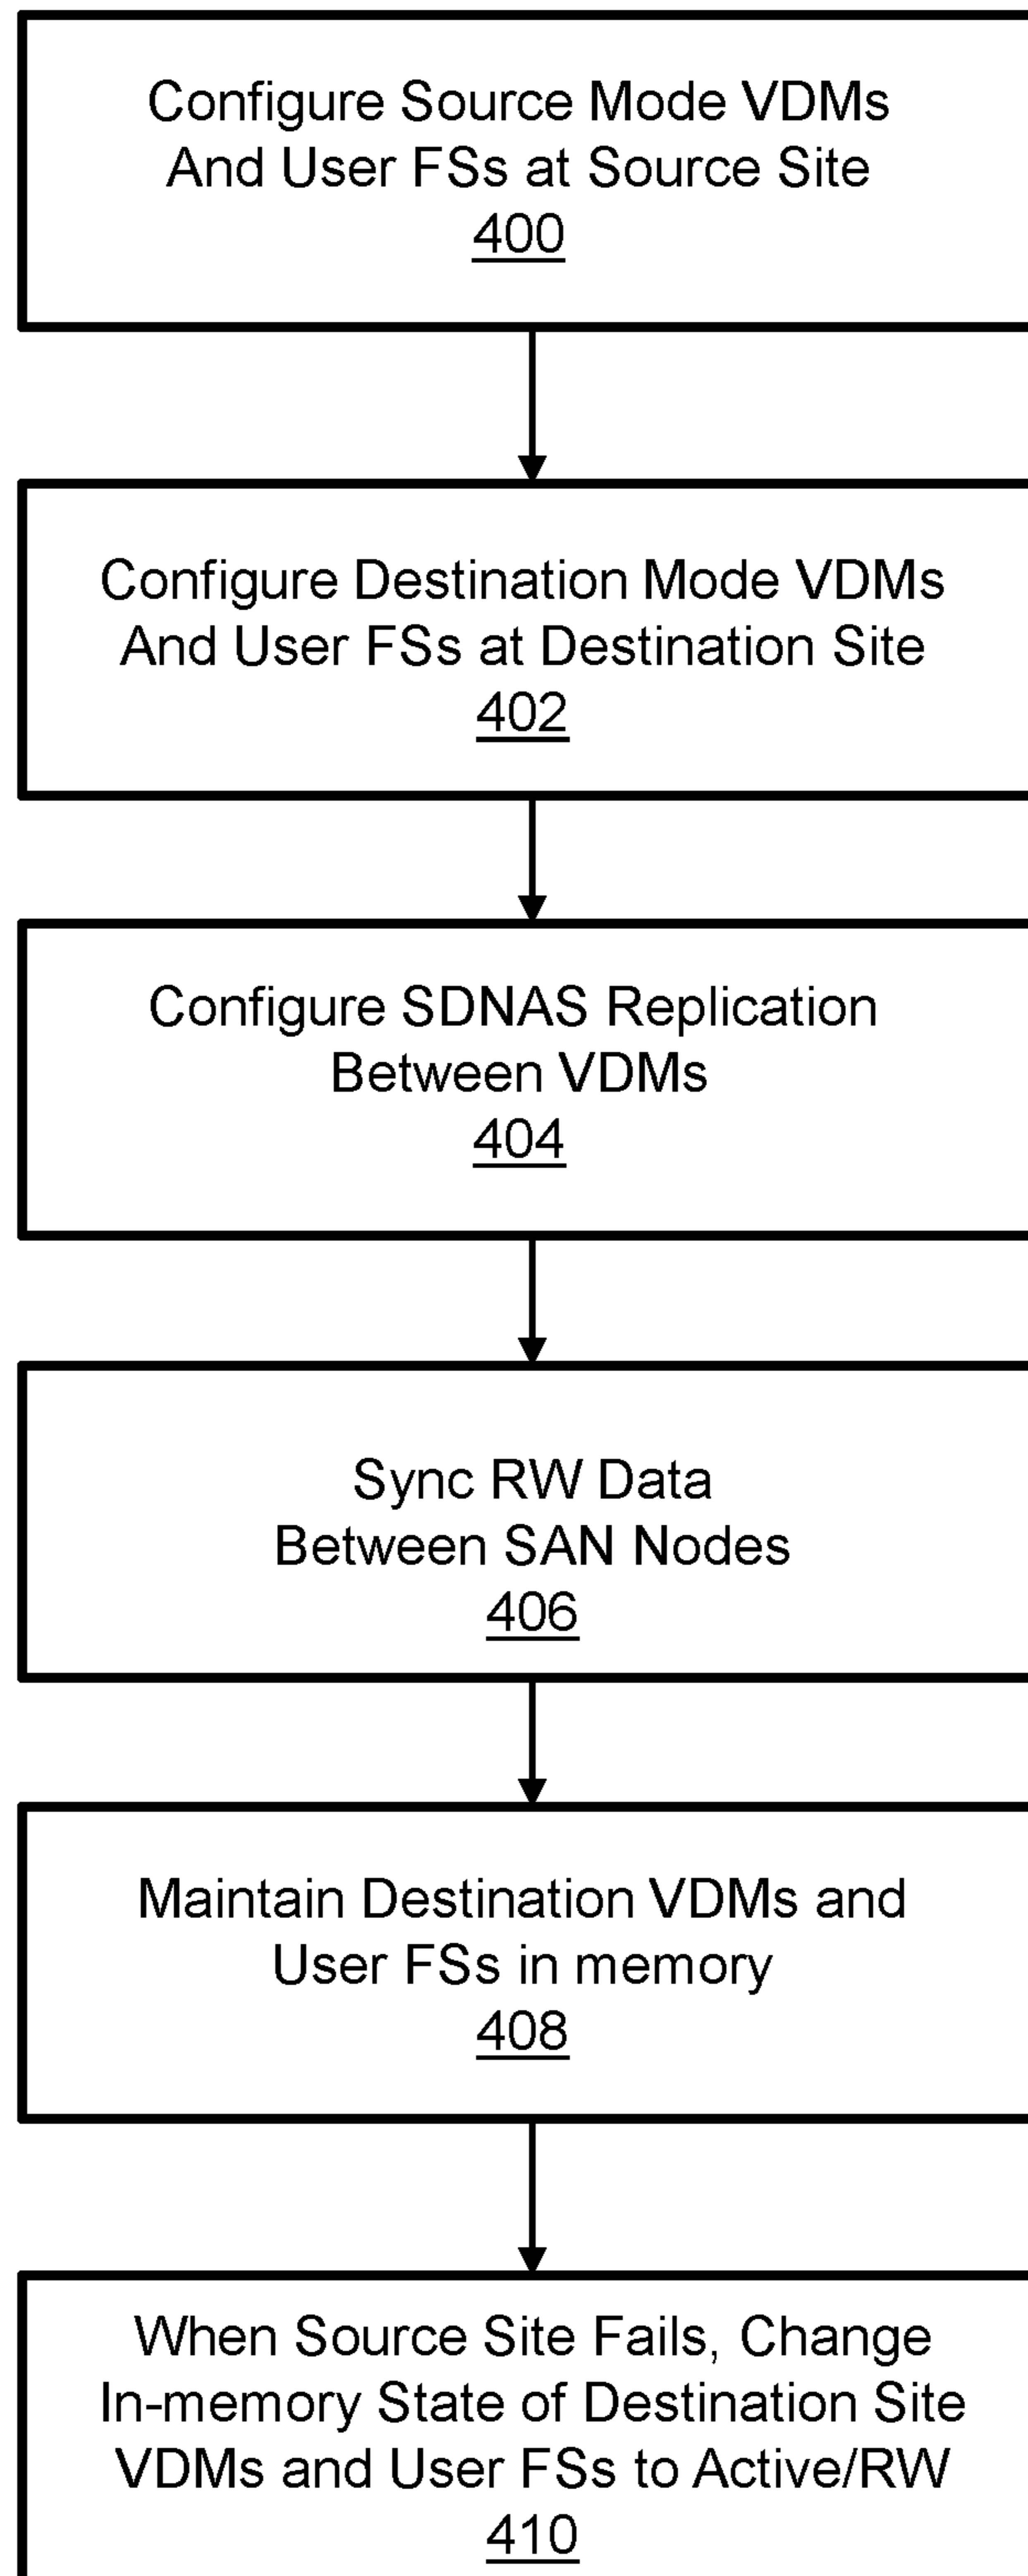 Configure Source Mode VDMs
And User FSs at Source Site
400
Configure Destination Mode VDMs
And User FSs at Destination Site
402
Configure SDNAS Replication
Between VDMs
404
Sync RW Data
Between SAN Nodes
406
Maintain Destination VDMs and
User FSs in memory
408
When Source Site Fails, Change
In-memory State of Destination Site
VDMs and User FSs to Active/RW
410